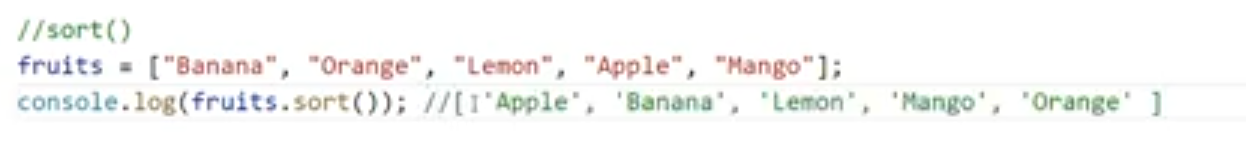 //sort()
fruits = ["Banana", "Orange", "Lemon", "Apple", "Mango"];
console.log(fruits.sort()); //[ 'Apple', 'Banana', 'Lemon', 'Mango', 'Orange' ]